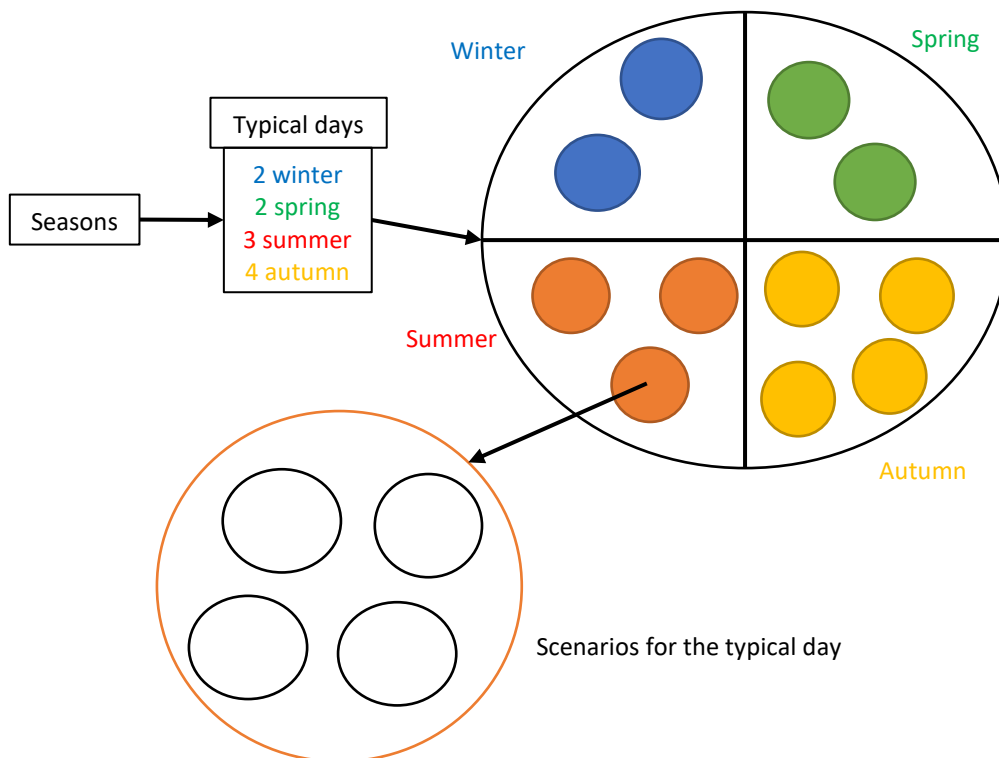 Winter
Spring
Typical days
2 winter
2 spring
3 summer
4 autumn
Seasons
Summer
Autumn
Scenarios for the typical day